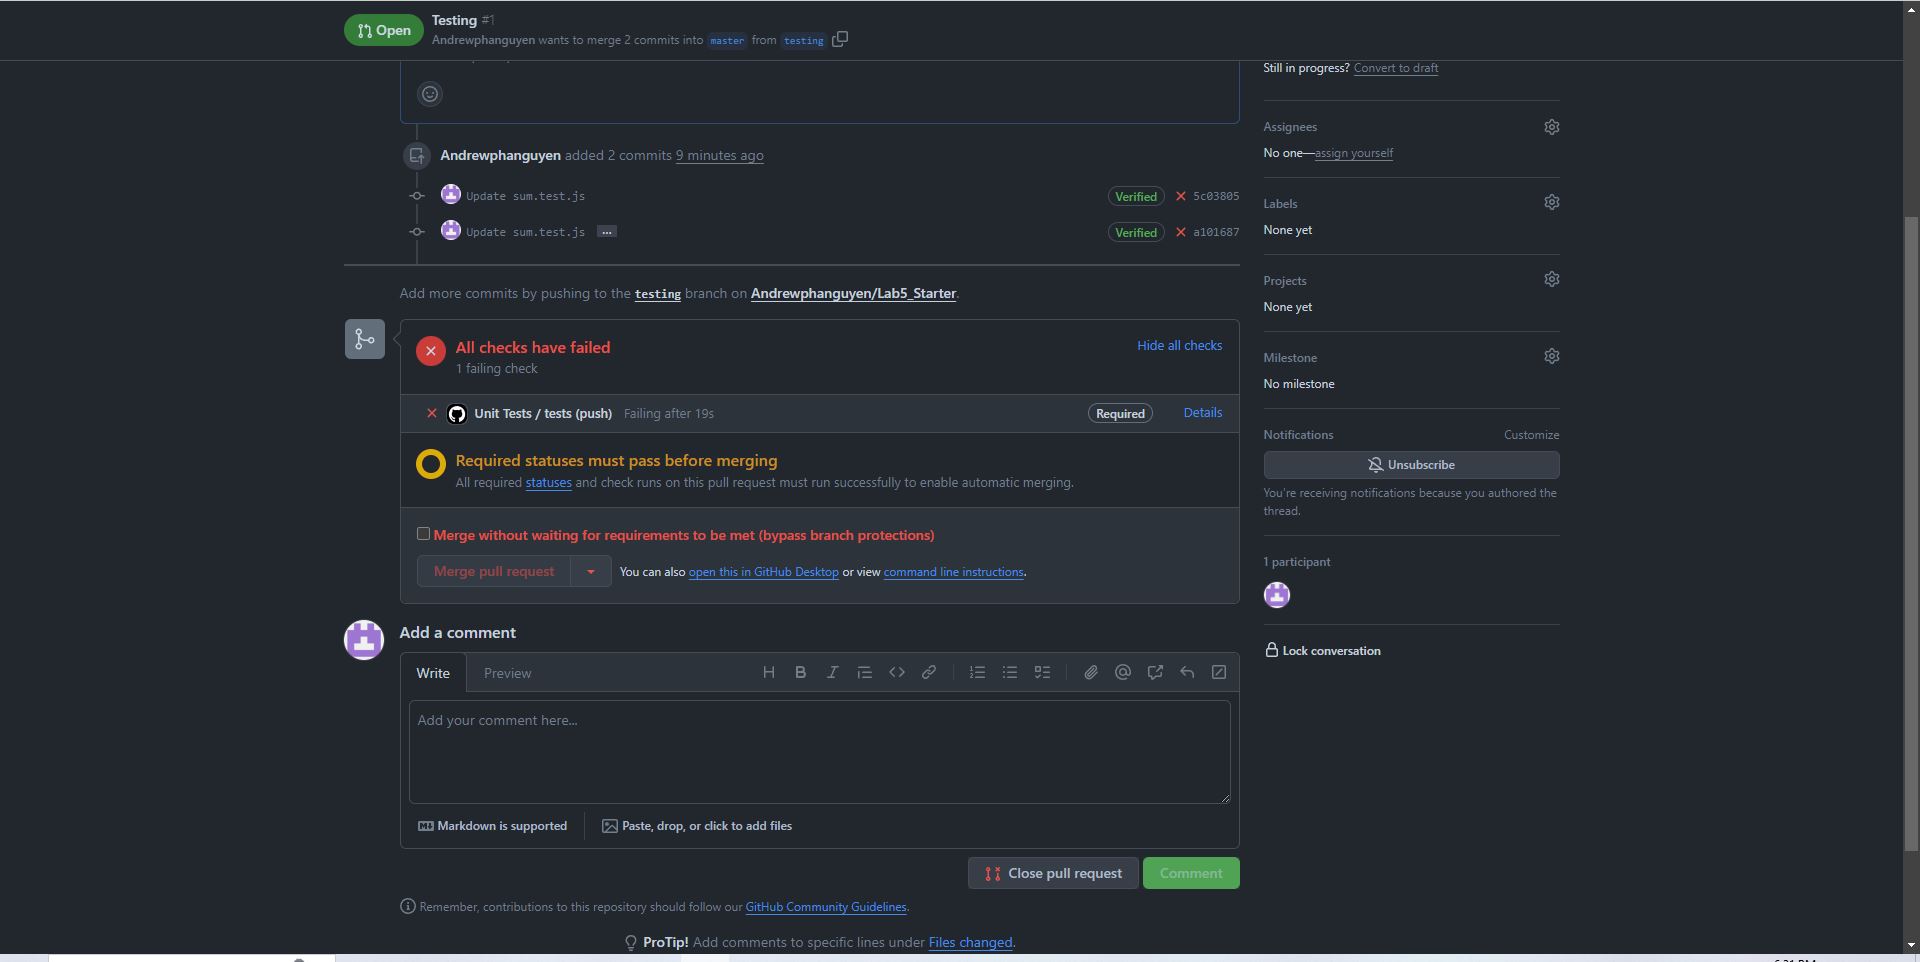 Open
Testing #1
Andrewphanguyen wants to merge 2 commits into master from testing
Andrewphanguyen added 2 commits 9 minutes ago
Update sum.test.js Verified 5c03805
Update sum.test.js ... Verified a101687
Add more commits by pushing to the testing branch on Andrewphanguyen/Lab5_Starter.
All checks have failed
1 failing check
Hide all checks
Unit Tests / tests (push) Failing after 19s Required Details
Required statuses must pass before merging
All required statuses and check runs on this pull request must run successfully to enable automatic merging.
Merge without waiting for requirements to be met (bypass branch protections)
Merge pull request You can also open this in GitHub Desktop or view command line instructions.
Add a comment
Write Preview
Add your comment here...
Markdown is supported Paste, drop, or click to add files
Close pull request Comment
Remember, contributions to this repository should follow our GitHub Community Guidelines.
ProTip! Add comments to specific lines under Files changed.
Still in progress? Convert to draft
Assignees
No one—assign yourself
Labels
None yet
Projects
None yet
Milestone
No milestone
Notifications Customize
Unsubscribe
You're receiving notifications because you authored the
thread.
1 participant
Lock conversation